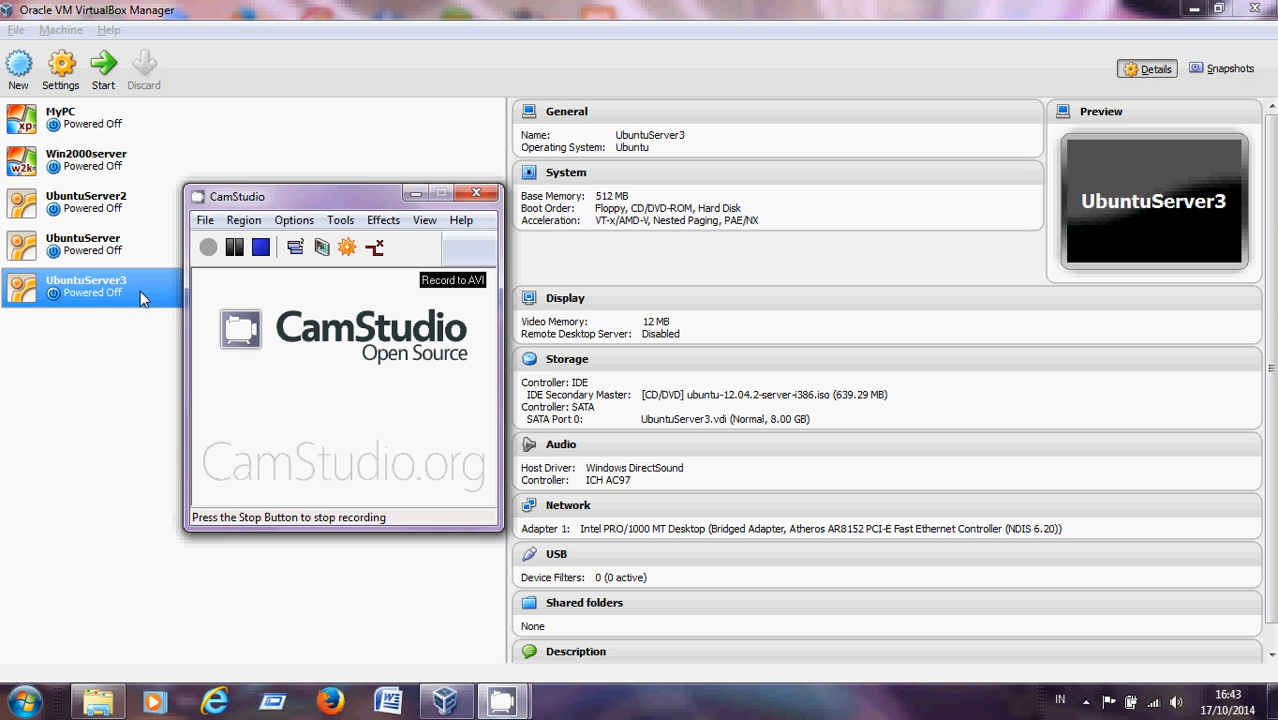 Oracle VM VirtualBox Manager
File Machine Help
New Settings Start Discard
Details Snapshots
MyPC
Powered Off
Win2000server
Powered Off
UbuntuServer2
Powered Off
UbuntuServer
Powered Off
UbuntuServer3
Powered Off
xp
w2k
CamStudio
File Region Options Tools Effects View Help
Record to AVI
CamStudio
Open Source
CamStudio.org
Press the Stop Button to stop recording
General
Name: UbuntuServer3
Operating System: Ubuntu
System
Base Memory: 512 MB
Boot Order: Floppy, CD/DVD-ROM, Hard Disk
Acceleration: VT-x/AMD-V, Nested Paging, PAE/NX
Preview
UbuntuServer3
Display
Video Memory: 12 MB
Remote Desktop Server: Disabled
Storage
Controller: IDE
IDE Secondary Master: [CD/DVD] ubuntu-12.04.2-server-i386.iso (639.29 MB)
Controller: SATA
SATA Port 0: UbuntuServer3.vdi (Normal, 8.00 GB)
Audio
Host Driver: Windows DirectSound
Controller: ICH AC97
Network
Adapter 1: Intel PRO/1000 MT Desktop (Bridged Adapter, Atheros AR8152 PCI-E Fast Ethernet Controller (NDIS 6.20))
USB
Device Filters: 0 (0 active)
Shared folders
None
Description
IN
16:43
17/10/2014